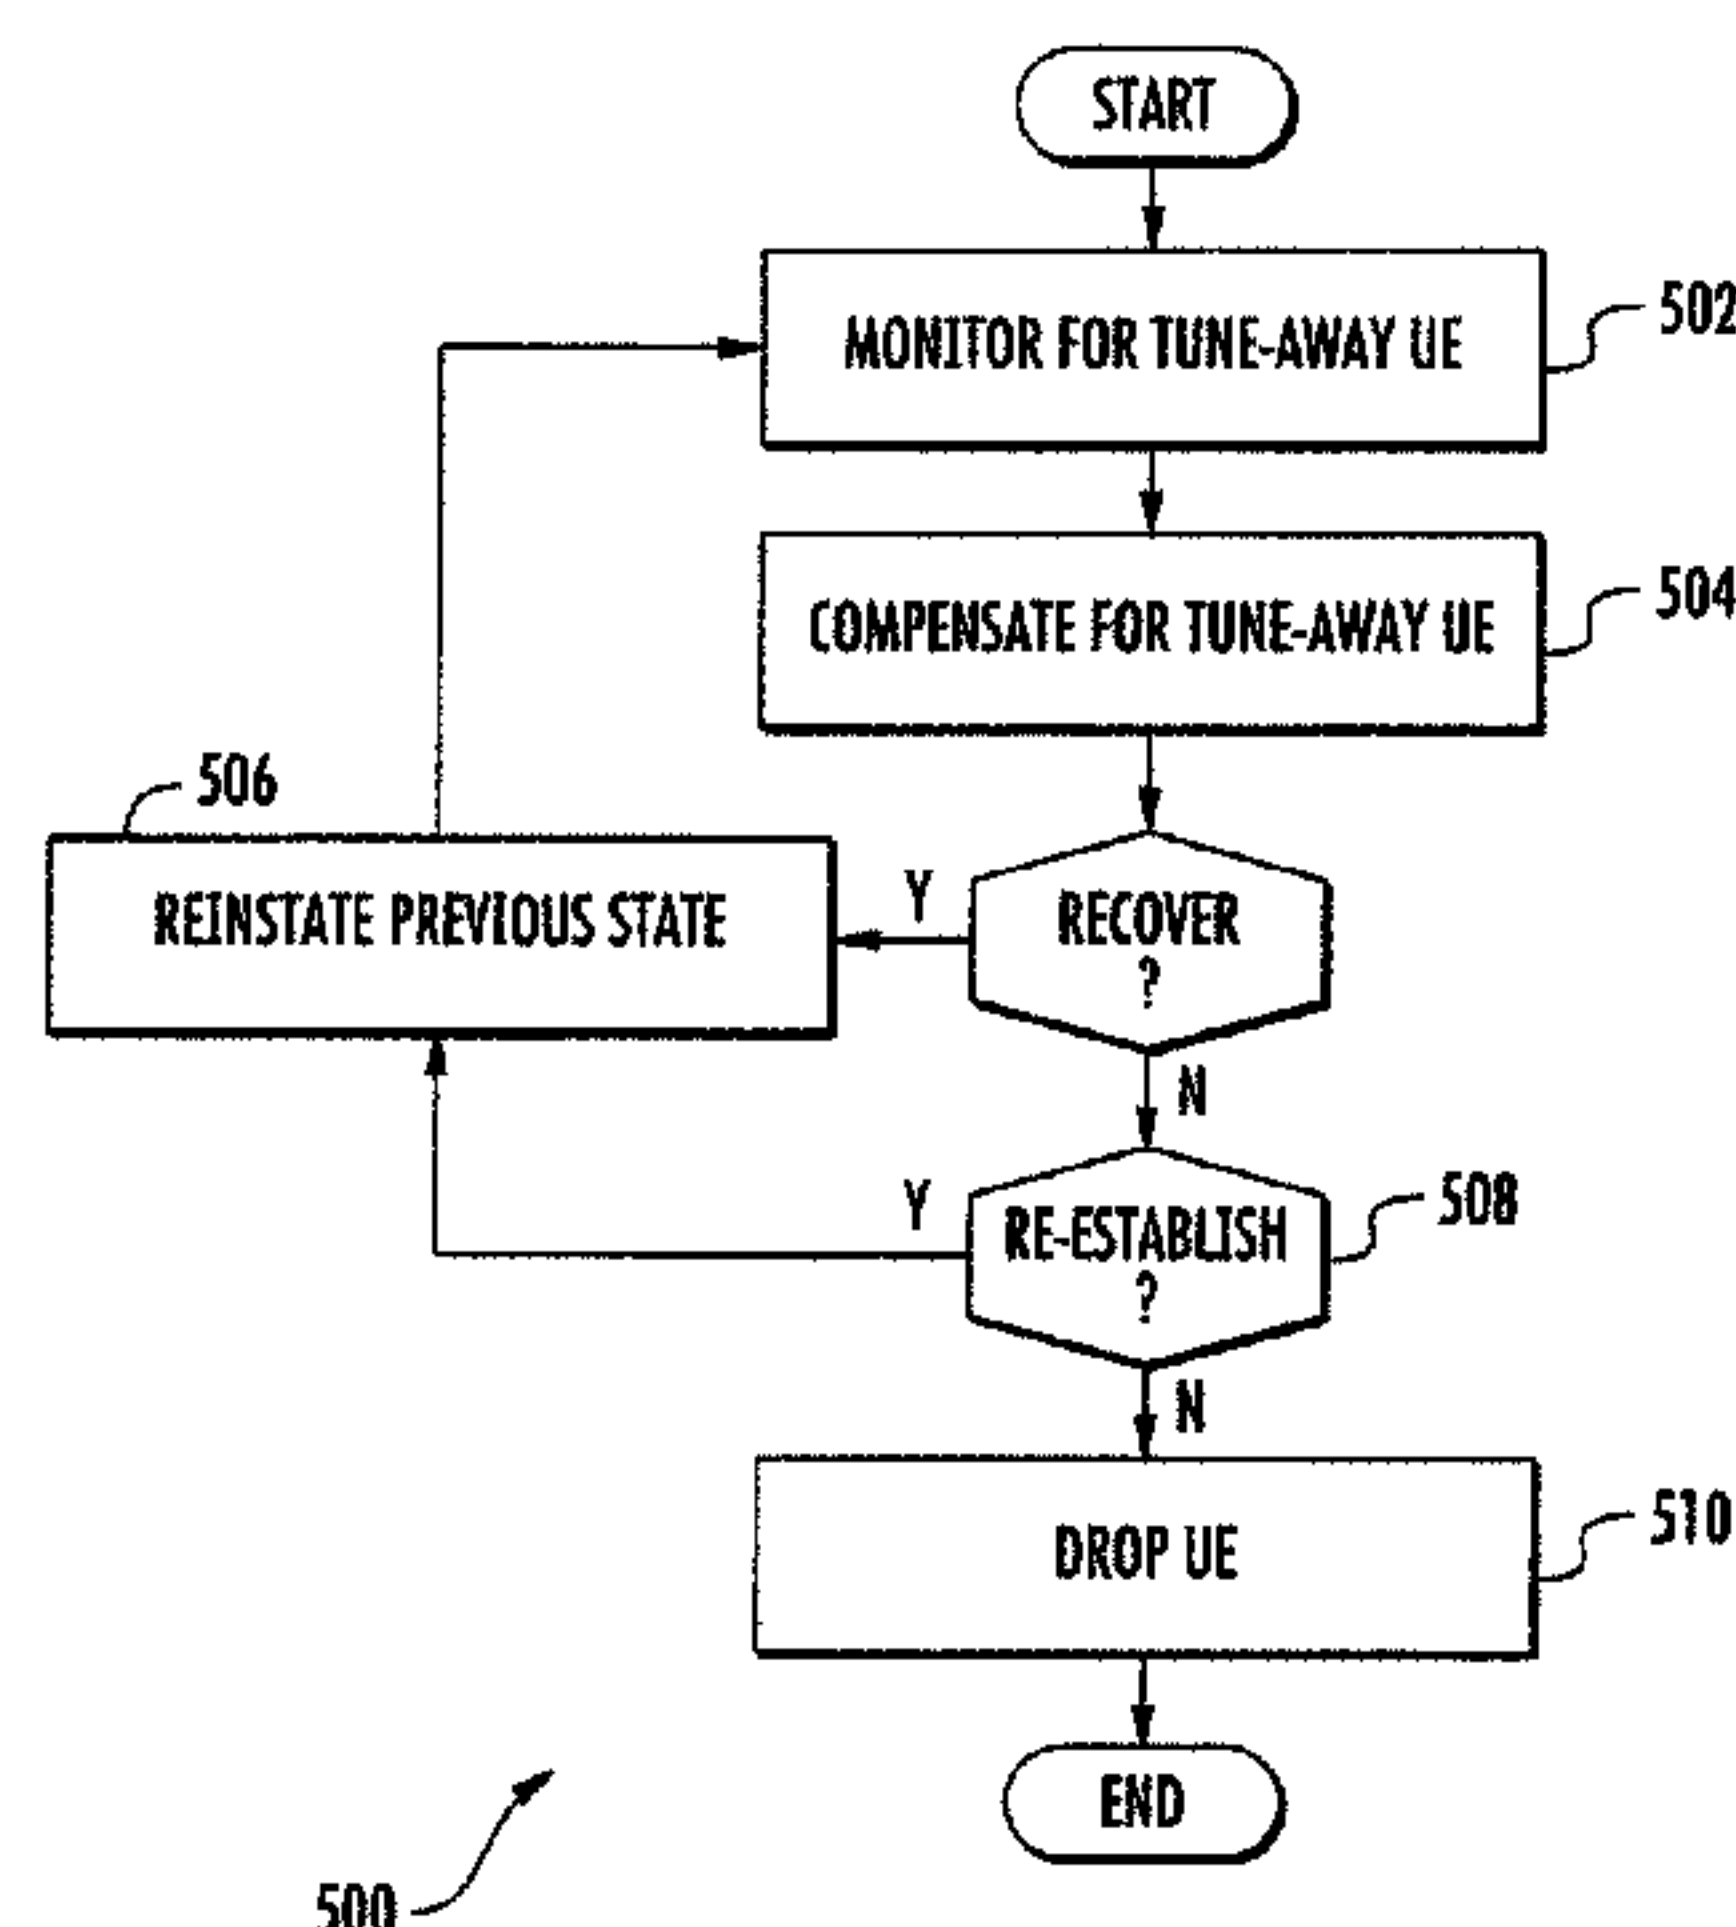 START
MONITOR FOR TUNE-AWAY UE
502
COMPENSATE FOR TUNE-AWAY UE
504
506
REINSTATE PREVIOUS STATE
Y
RECOVER
?
N
Y
RE-ESTABLISH
?
508
N
DROP UE
510
END
500